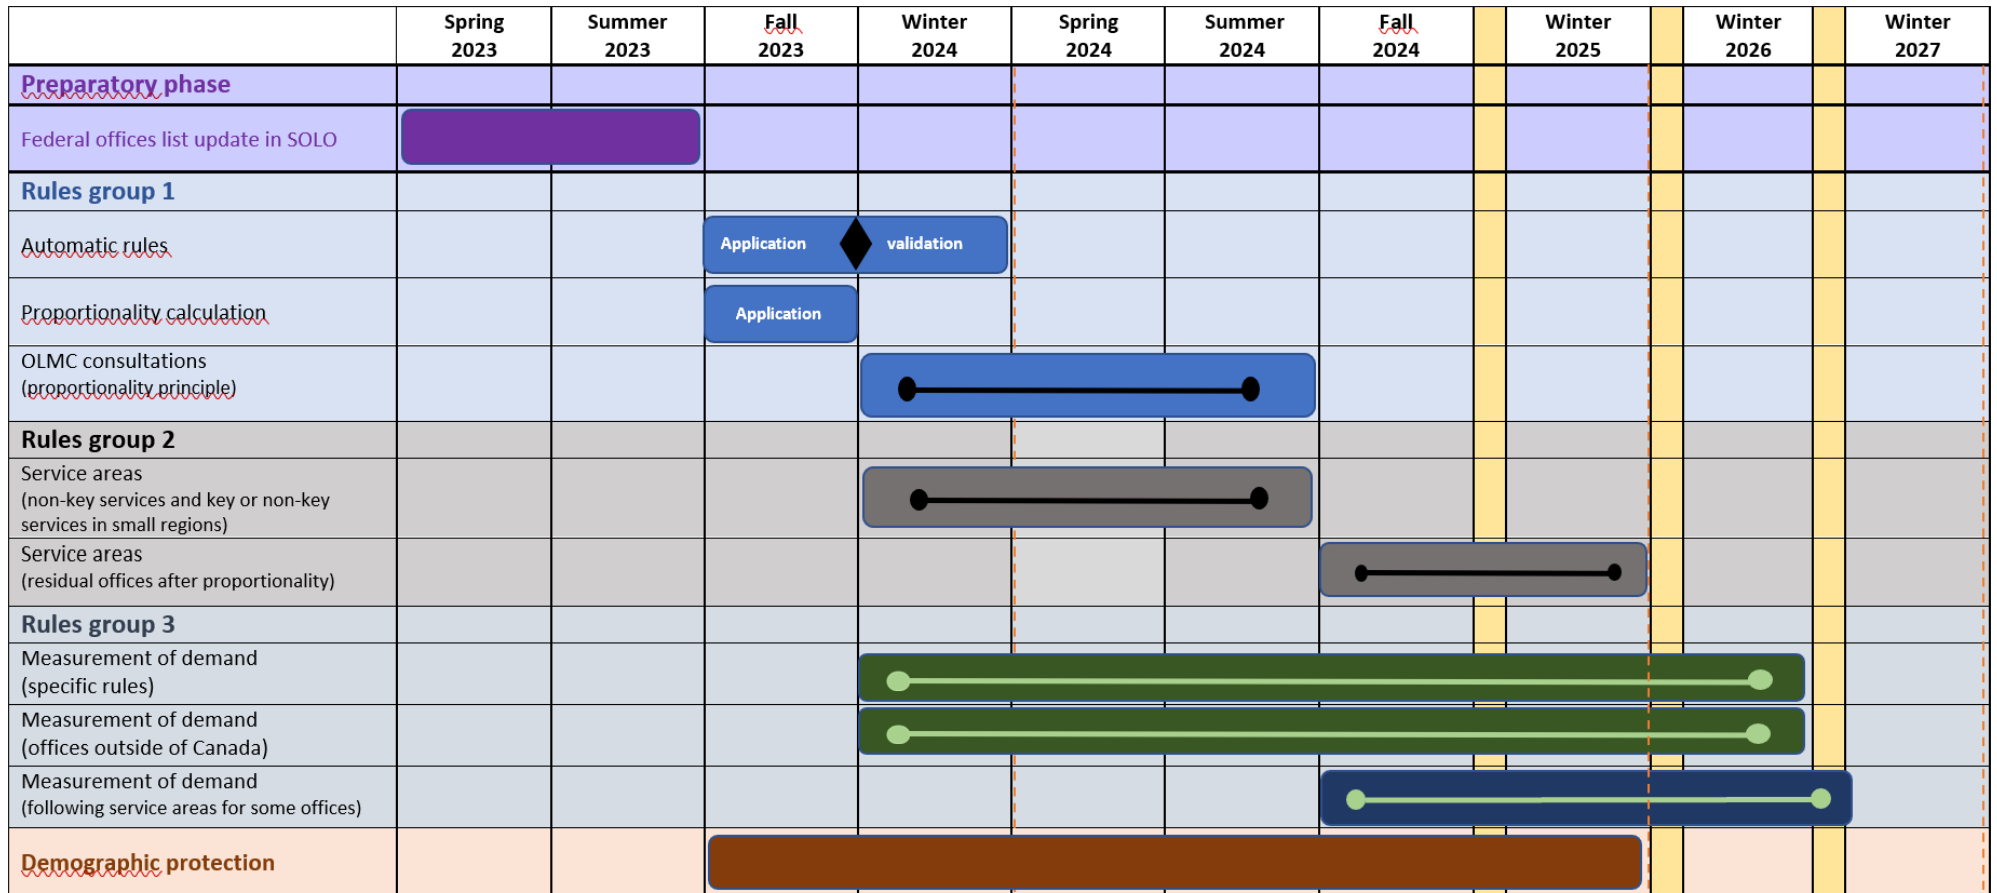 Spring Summer Fall Winter Spring Summer Fall Winter Winter Winter
2023 2023 2023 2024 2024 2024 2024 2025 2026 2027
Preparatory phase
Federal offices list update in SOLO
Rules group 1
Automatic rules
Application validation
Proportionality calculation
Application
OLMC consultations
(proportionality principle)
Rules group 2
Service areas
(non-key services and key or non-key
services in small regions)
Service areas
(residual offices after proportionality)
Rules group 3
Measurement of demand
(specific rules)
Measurement of demand
(offices outside of Canada)
Measurement of demand
(following service areas for some offices)
Demographic protection